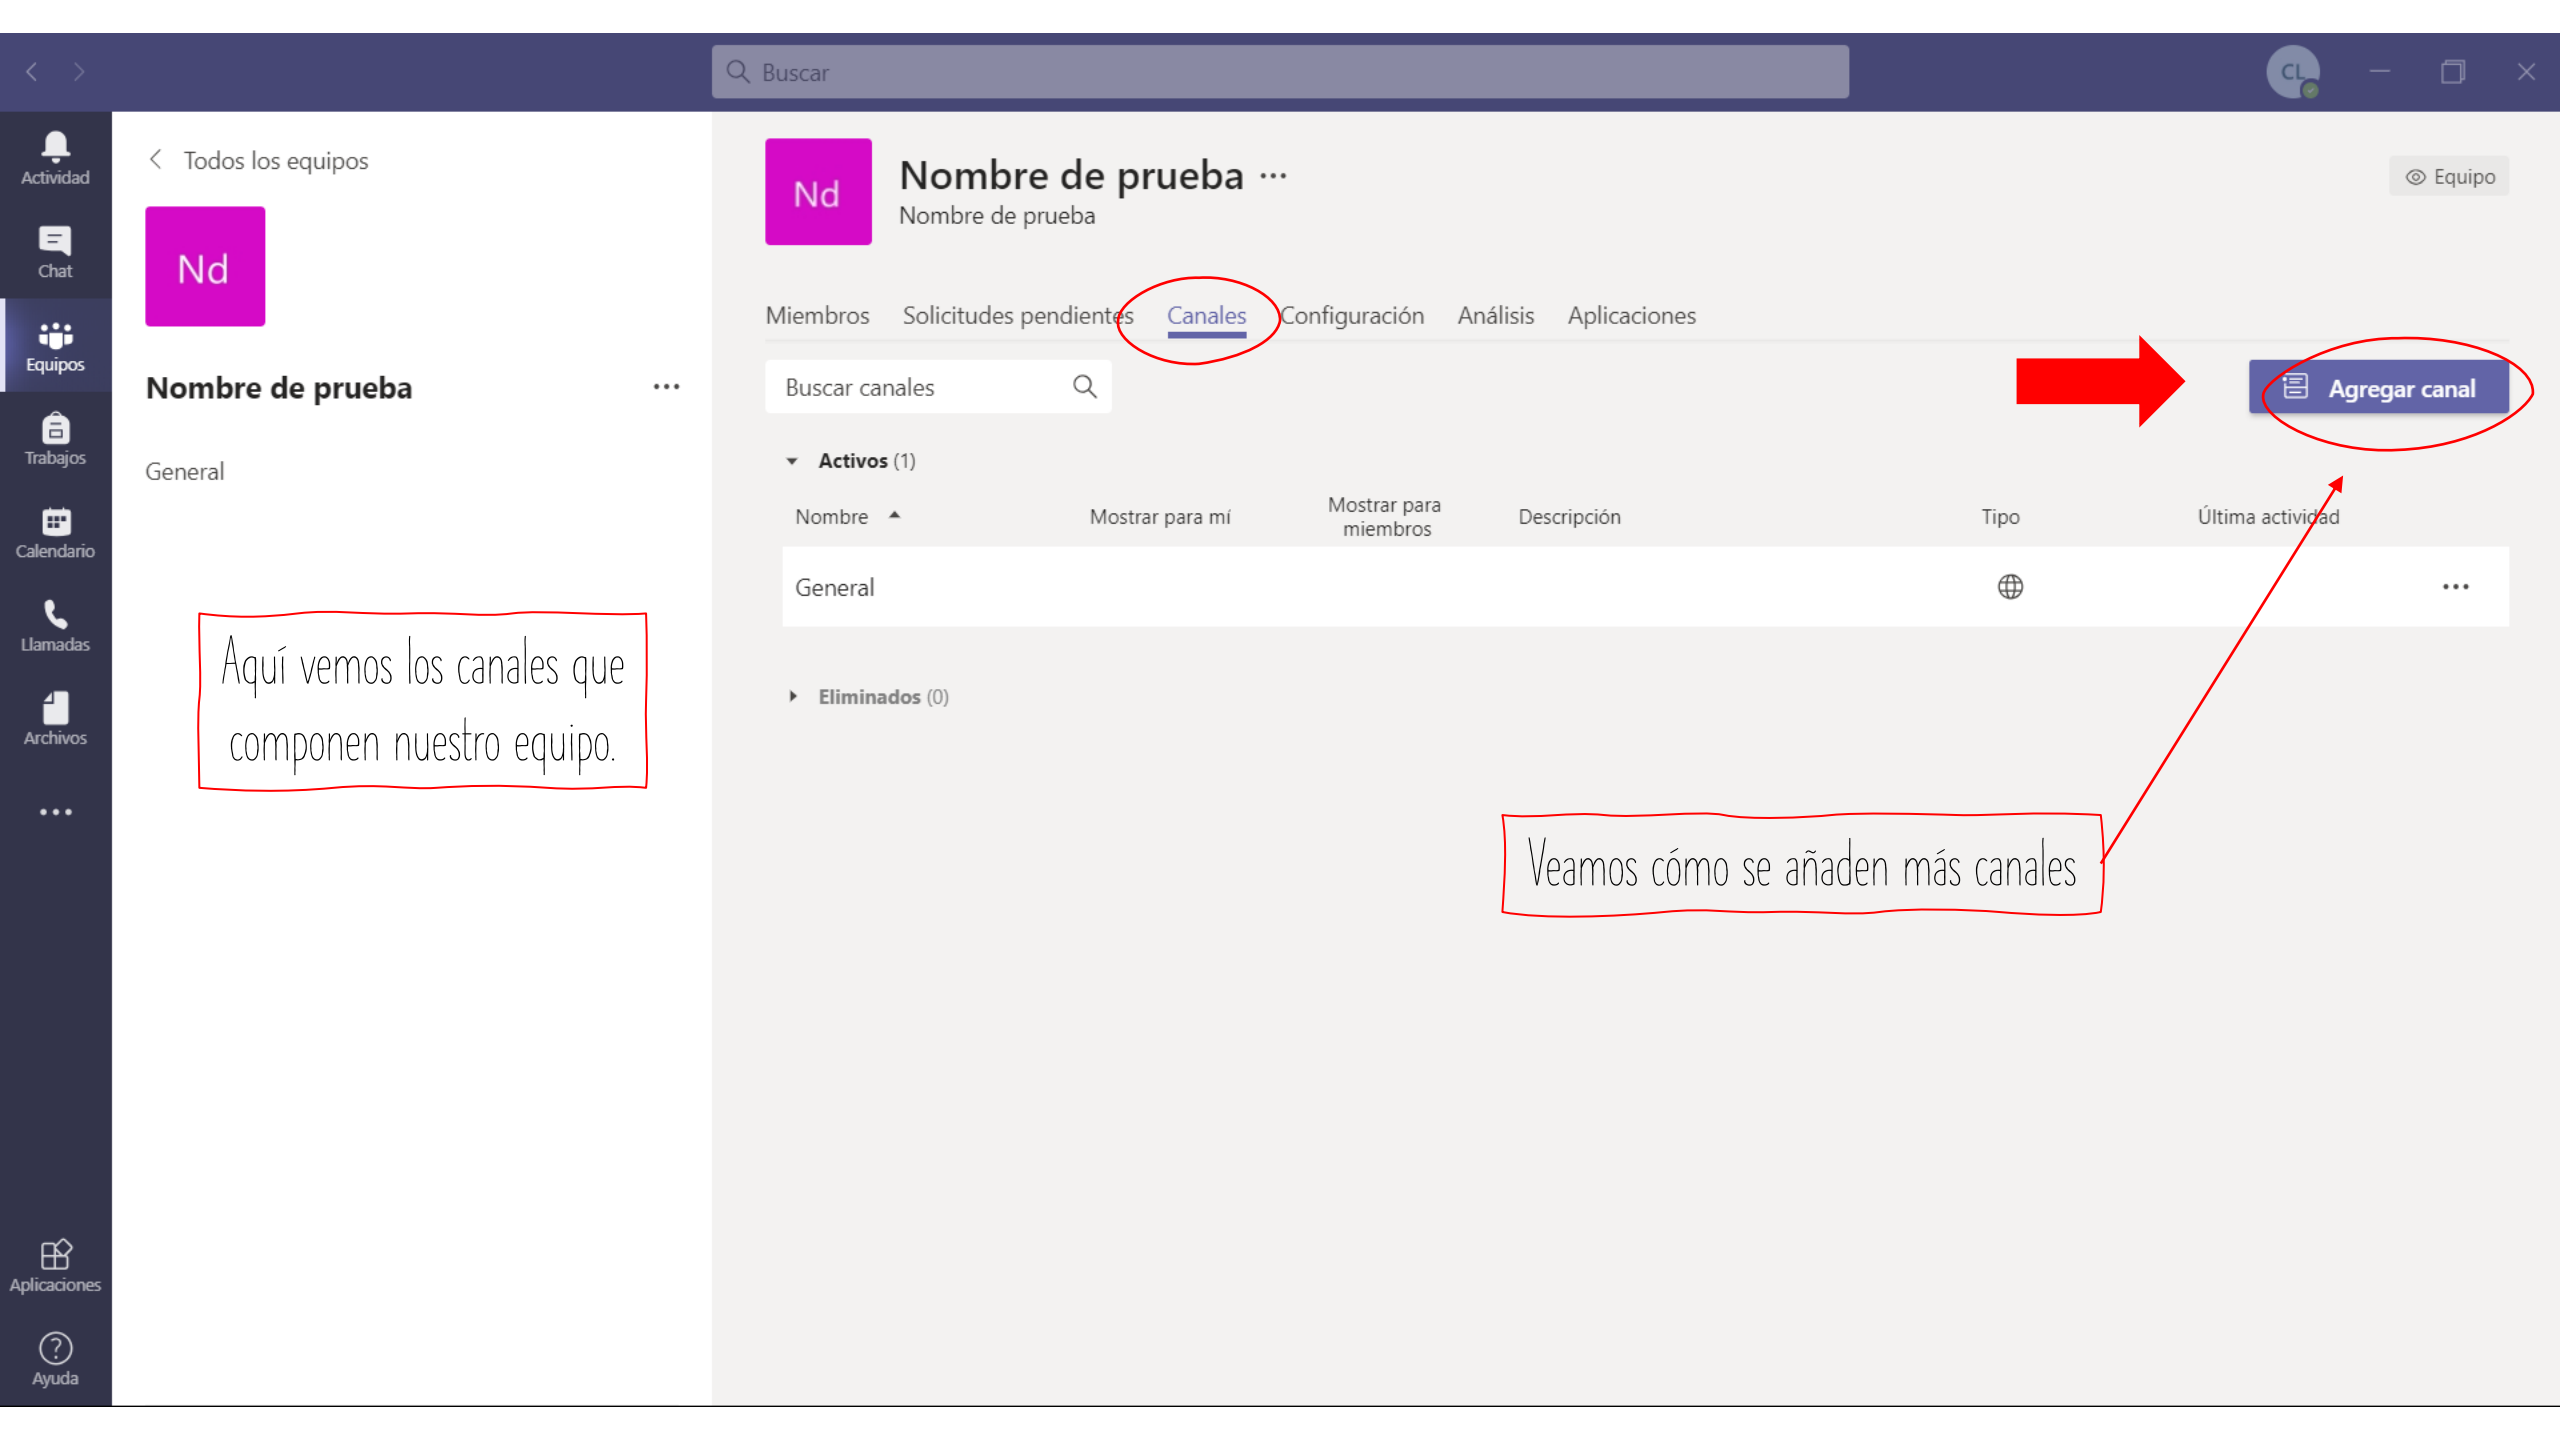 Buscar
CL
Actividad
Chat
Equipos
Trabajos
Calendario
Llamadas
Archivos
Aplicaciones
Ayuda
Todos los equipos
Nd
Nombre de prueba
General
Aquí vemos los canales que
componen nuestro equipo.
Nd
Nombre de prueba
Nombre de prueba
Equipo
Miembros Solicitudes pendientes Canales Configuración Análisis Aplicaciones
Buscar canales
Agregar canal
Activos (1)
Nombre Mostrar para mí Mostrar para miembros Descripción Tipo Última actividad
General
Eliminados (0)
Veamos cómo se añaden más canales